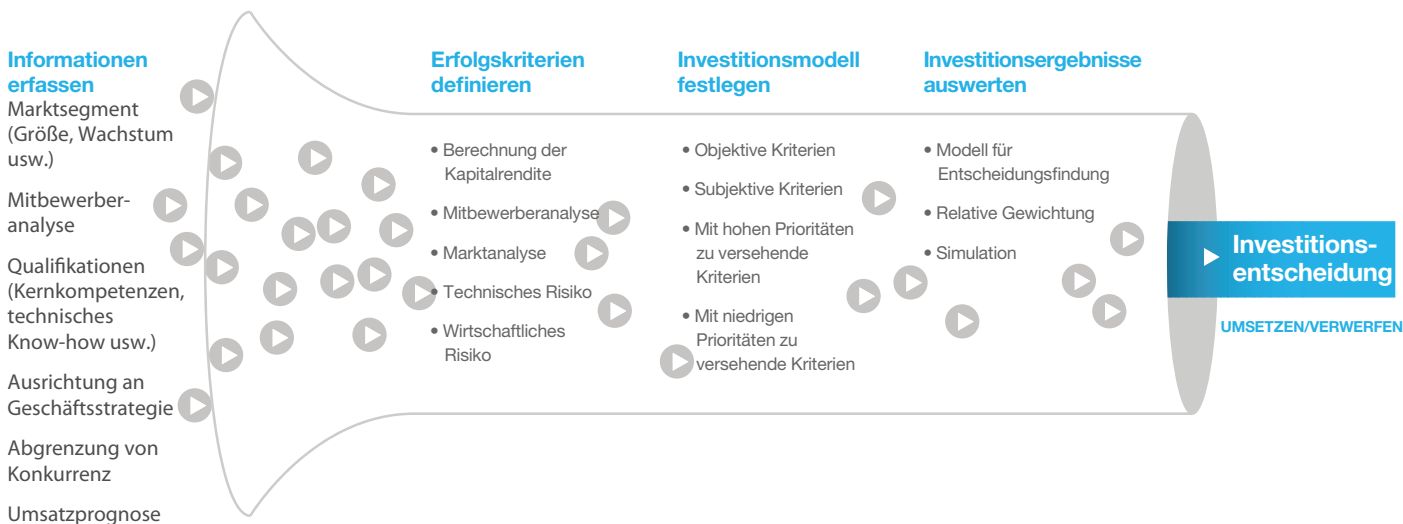 Informationen
erfassen
Marktsegment
(Größe, Wachstum
usw.)
Mitbewerber-
analyse
Qualifikationen
(Kernkompetenzen,
technisches
Know-how usw.)
Ausrichtung an
Geschäftsstrategie
Abgrenzung von
Konkurrenz
Umsatzprognose
Erfolgskriterien
definieren
• Berechnung der
Kapitalrendite
• Mitbewerberanalyse
• Marktanalyse
• Technisches Risiko
• Wirtschaftliches
Risiko
Investitionsmodell
festlegen
• Objektive Kriterien
• Subjektive Kriterien
• Mit hohen Prioritäten
zu versehende
Kriterien
• Mit niedrigen
Prioritäten zu
versehende Kriterien
Investitionsergebnisse
auswerten
• Modell für
Entscheidungsfindung
• Relative Gewichtung
• Simulation
Investitions-
entscheidung
UMSETZEN/VERWERFEN